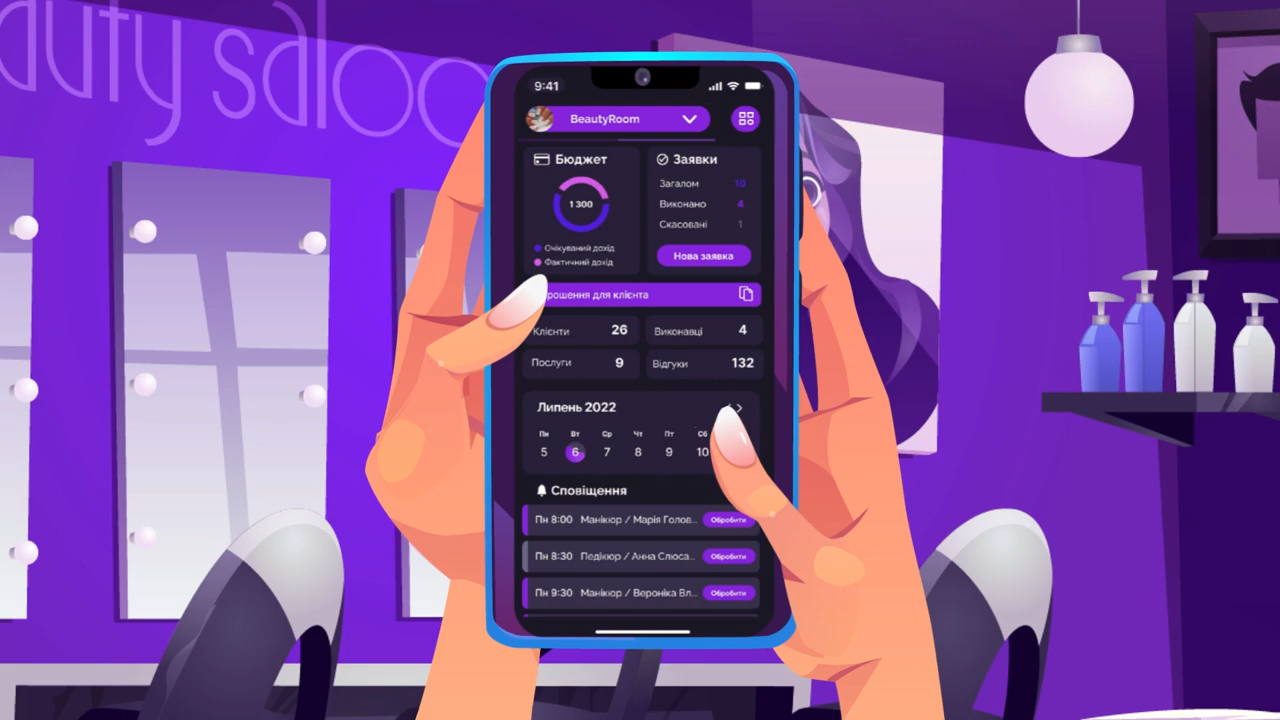 auty saloo
9:41
BeautyRoom
Бюджет
1 300
Очікуваний дохід
Фактичний дохід
Заявки
Загалом 10
Виконано 4
Скасовані 1
Нова заявка
рошення для клієнта
Клієнти 26
Виконавці 4
Послуги 9
Відгуки 132
Липень 2022
Пн Вт Ср Чт Пт Сб
5 6 7 8 9 10
Сповіщення
Пн 8:00 Манікюр / Марія Голов.. Обробити
Пн 8:30 Педікюр / Анна Слюса... Обробити
Пн 9:30 Манікюр / Вероніка Вл.. Обробити